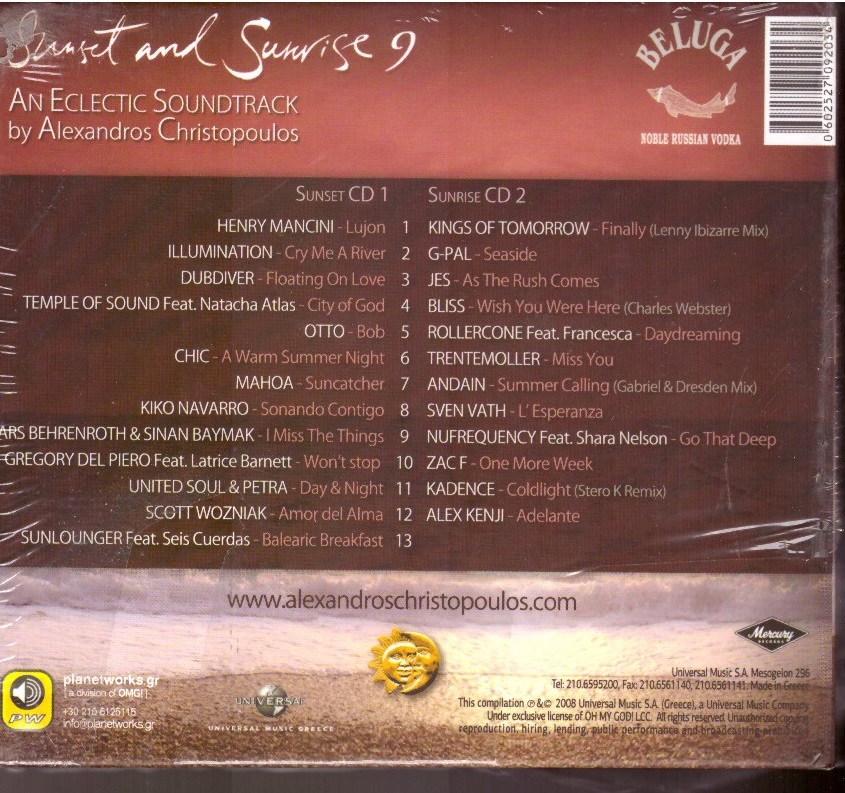 Sunset and Sunrise 9
AN ECLECTIC SOUNDTRACK
by Alexandros Christopoulos
BELUGA
NOBLE RUSSIAN VODKA
0 602527 092034
SUNSET CD 1
HENRY MANCINI - Lujon 1
ILLUMINATION - Cry Me A River 2
DUBDIVER - Floating On Love 3
TEMPLE OF SOUND Feat. Natacha Atlas - City of God 4
OTTO - Bob 5
CHIC - A Warm Summer Night 6
MAHOA - Suncatcher 7
KIKO NAVARRO - Sonando Contigo 8
ARS BEHRENROTH & SINAN BAYMAK - I Miss The Things 9
GREGORY DEL PIERO Feat. Latrice Barnett - Won't stop 10
UNITED SOUL & PETRA - Day & Night 11
SCOTT WOZNIAK - Amor del Alma 12
SUNLOUNGER Feat. Seis Cuerdas - Balearic Breakfast 13
SUNRISE CD 2
KINGS OF TOMORROW - Finally (Lenny Ibizarre Mix)
G-PAL - Seaside
JES - As The Rush Comes
BLISS - Wish You Were Here (Charles Webster)
ROLLERCONE Feat. Francesca - Daydreaming
TRENTEMOLLER - Miss You
ANDAIN - Summer Calling (Gabriel & Dresden Mix)
SVEN VATH - L' Esperanza
NUFREQUENCY Feat. Shara Nelson - Go That Deep
ZAC F - One More Week
KADENCE - Coldlight (Stero K Remix)
ALEX KENJI - Adelante
www.alexandroschristopoulos.com
PW
planetworks.gr
[ a division of OMG! ]
+30 210 6125115
info@planetworks.gr
UNIVERSAL
UNIVERSAL MUSIC GREECE
Mercury
RECORDS
Universal Music S.A. Mesogeion 296
Tel: 210.6595200, Fax: 210.6561140, 210.6561141. Made in Greece
This compilation ℗ & © 2008 Universal Music S.A. (Greece), a Universal Music Company
Under exclusive license of OH MY GOD! LCC. All rights reserved. Unauthorized copying,
reproduction, hiring, lending, public performance and broadcasting prohibited